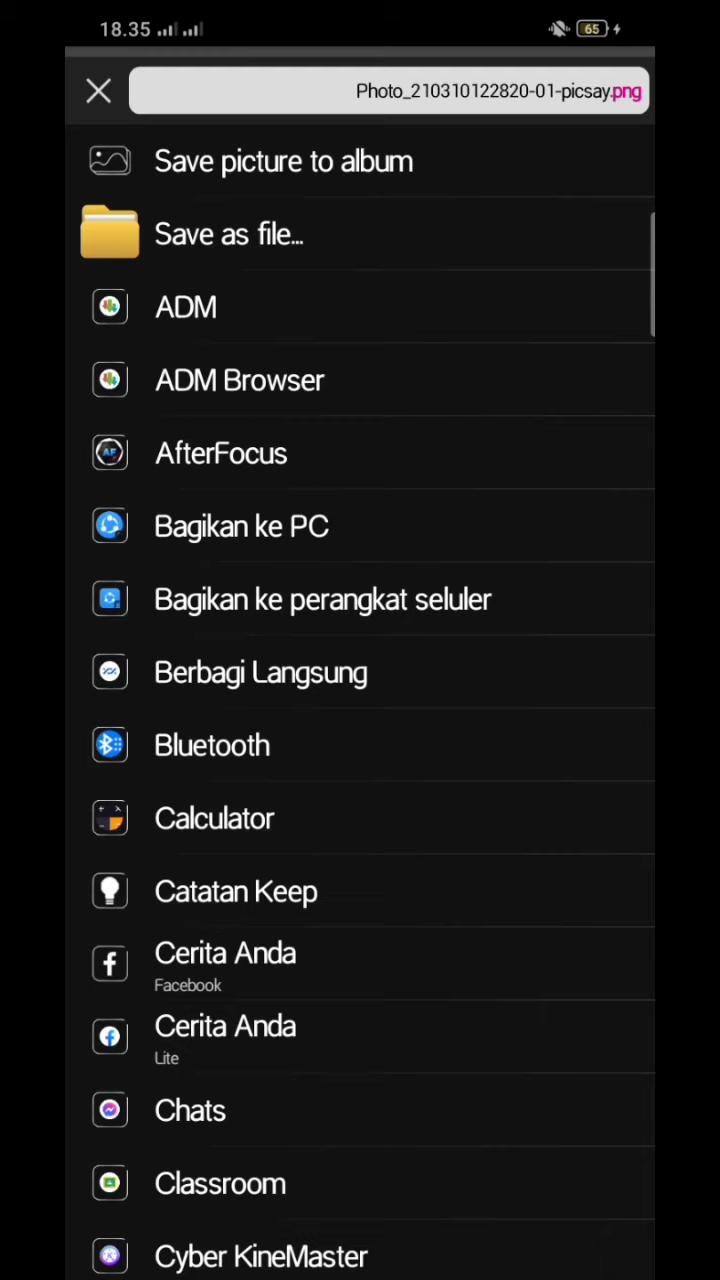 18.35
65
Photo_210310122820-01-picsay.png
Save picture to album
Save as file...
ADM
ADM Browser
AF
AfterFocus
Bagikan ke PC
Bagikan ke perangkat seluler
Berbagi Langsung
Bluetooth
Calculator
Catatan Keep
Cerita Anda
Facebook
Cerita Anda
Lite
Chats
Classroom
Cyber KineMaster